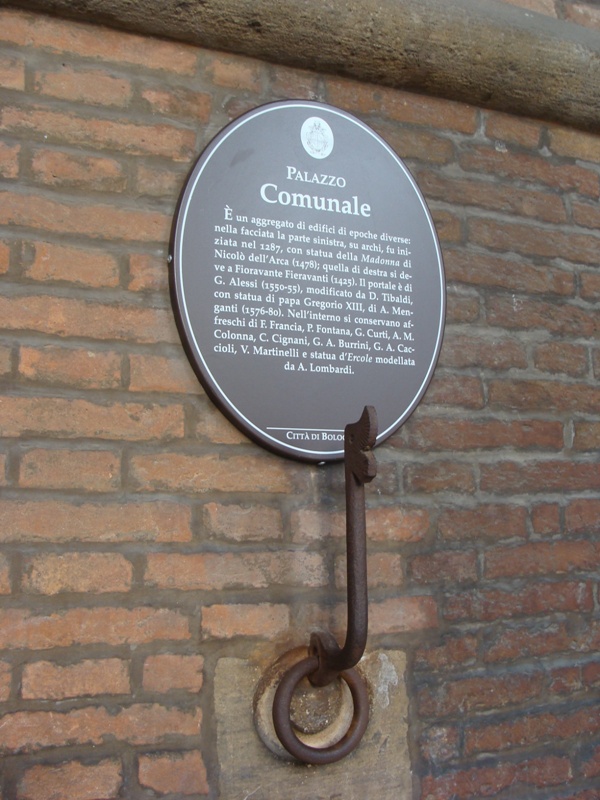 PALAZZO
Comunale
È un aggregato di edifici di epoche diverse:
nella facciata la parte sinistra, su archi, fu ini-
ziata nel 1287, con statua della Madonna di
Nicolò dell'Arca (1478); quella di destra si de-
ve a Fioravante Fieravanti (1425). Il portale è di
G. Alessi (1550-55), modificato da D. Tibaldi,
con statua di papa Gregorio XIII, di A. Men-
ganti (1576-80). Nell'interno si conservano af-
freschi di F. Francia, P. Fontana, G. Curti, A. M.
Colonna, C. Cignani, G. A. Burrini, G. A. Cac-
cioli, V. Martinelli e statua d'Ercole modellata
da A. Lombardi.
CITTÀ DI BOLOG